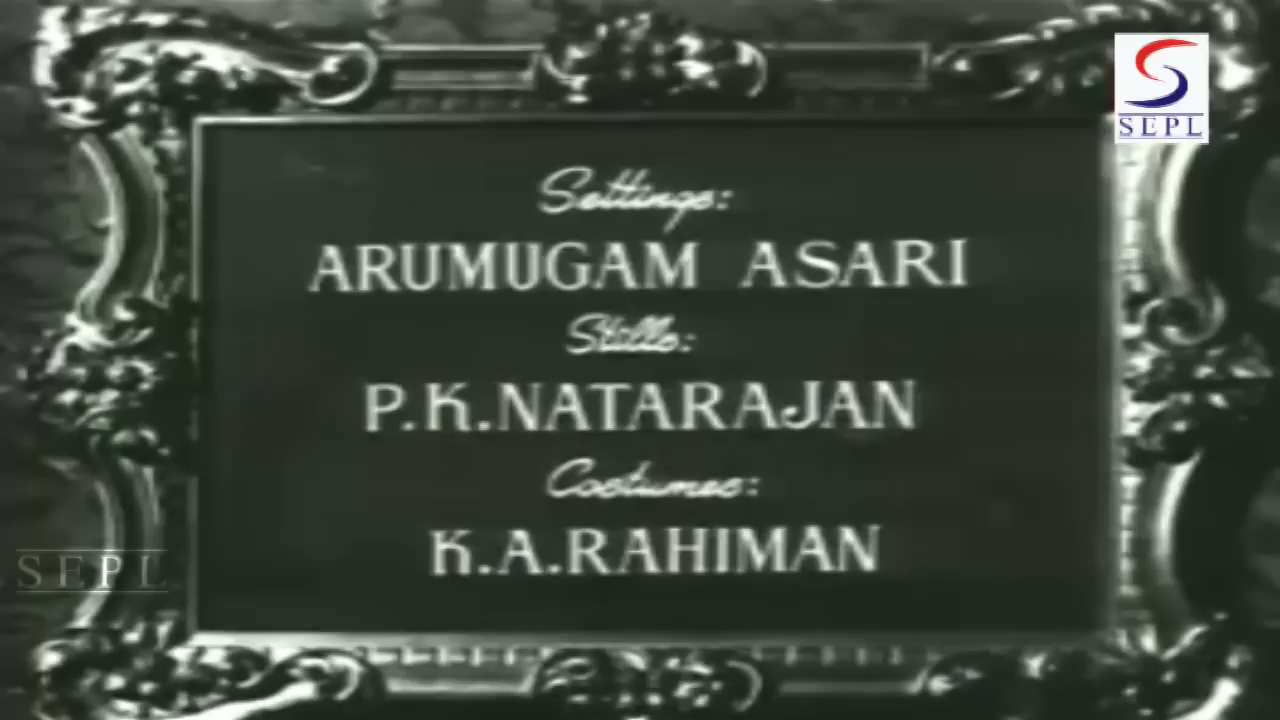 SEPL
Settings:
ARUMUGAM ASARI
Stills:
P.K.NATARAJAN
Costumes:
K.A.RAHIMAN
SEPL